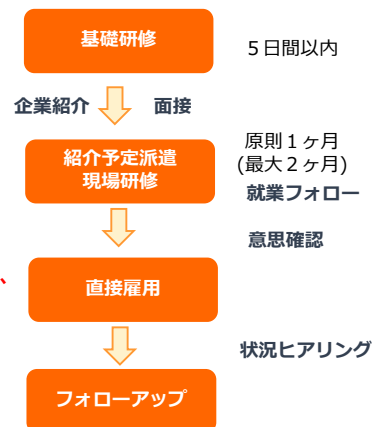 基礎研修
５日間以内
企業紹介 面接
原則１ヶ月
(最大２ヶ月)
紹介予定派遣
現場研修
就業フォロー
意思確認
、
直接雇用
状況ヒアリング
フォローアップ